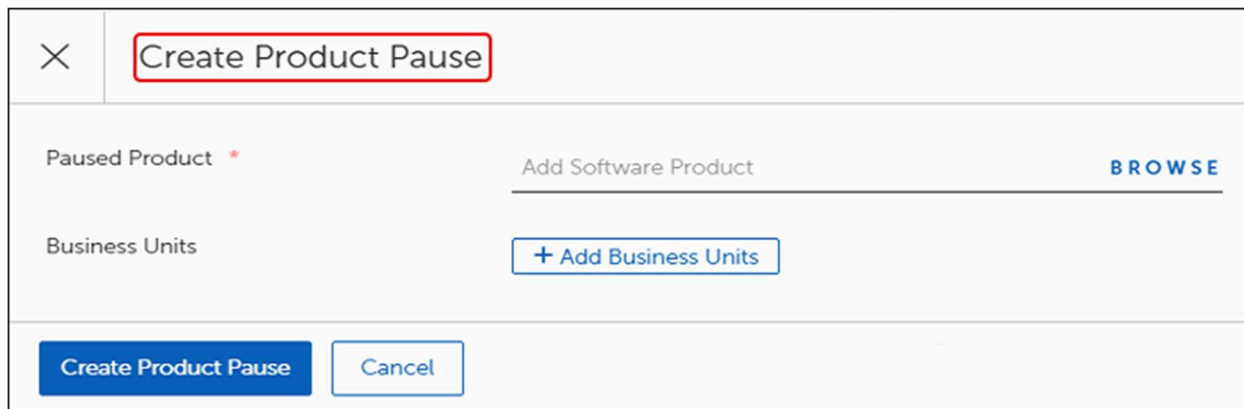 Create Product Pause
Paused Product *
Add Software Product BROWSE
Business Units
+ Add Business Units
Create Product Pause Cancel